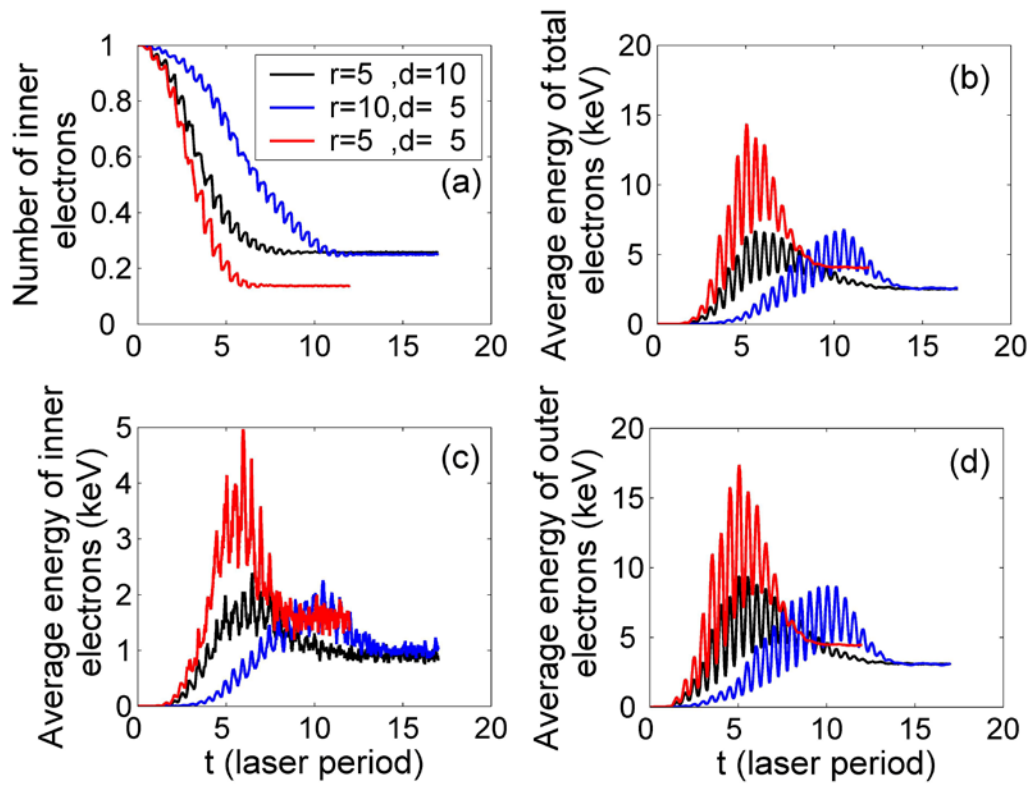 Number of inner
electrons
1
0.8
0.6
0.4
0.2
0
0 5 10 15 20
r=5 ,d=10
r=10,d= 5
r=5 ,d= 5
(a)
Average energy of total
electrons (keV)
20
15
10
5
0
0 5 10 15 20
(b)
Average energy of inner
electrons (keV)
5
4
3
2
1
0
0 5 10 15 20
t (laser period)
(c)
Average energy of outer
electrons (keV)
20
15
10
5
0
0 5 10 15 20
t (laser period)
(d)